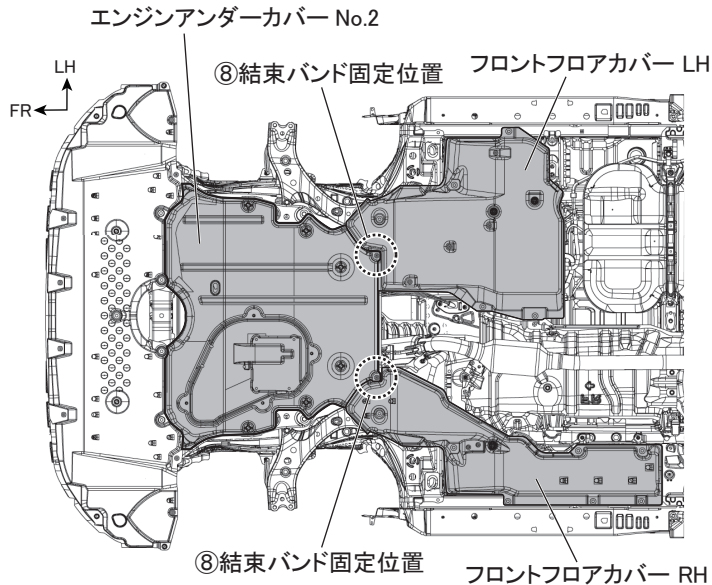 エンジンアンダーカバー No.2
⑧結束バンド固定位置
フロントフロアカバー LH
LH
FR
⑧結束バンド固定位置
フロントフロアカバー RH